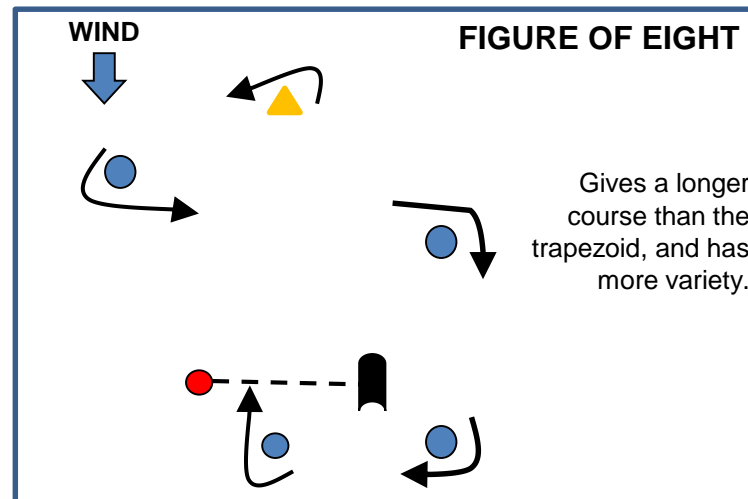 WIND
FIGURE OF EIGHT
Gives a longer
course than the
trapezoid, and has
more variety.